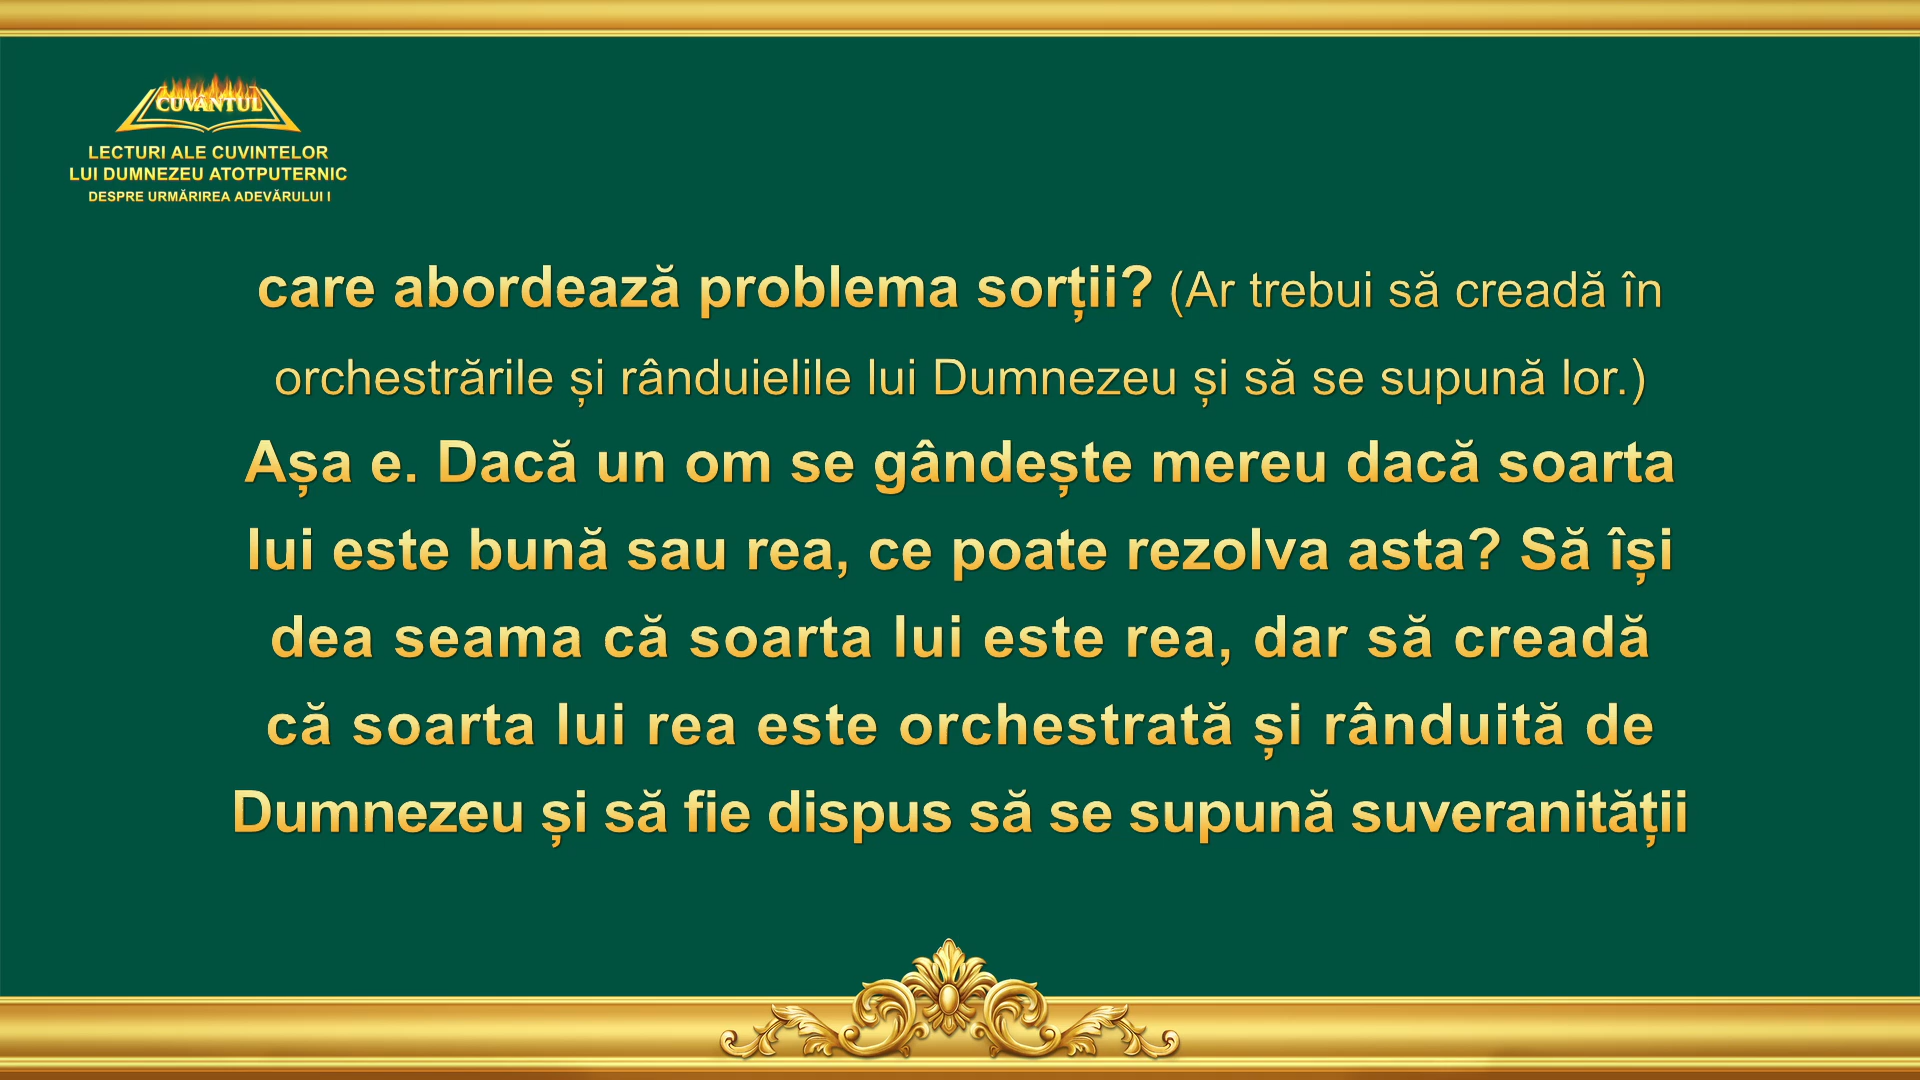 CUVÂNTUL
LECTURI ALE CUVINTELOR
LUI DUMNEZEU ATOTPUTERNIC
DESPRE URMĂRIREA ADEVĂRULUI I
care abordează problema sorții? (Ar trebui să creadă în
orchestrările și rânduielile lui Dumnezeu și să se supună lor.)
Așa e. Dacă un om se gândește mereu dacă soarta
lui este bună sau rea, ce poate rezolva asta? Să își
dea seama că soarta lui este rea, dar să creadă
că soarta lui rea este orchestrată și rânduită de
Dumnezeu și să fie dispus să se supună suveranității